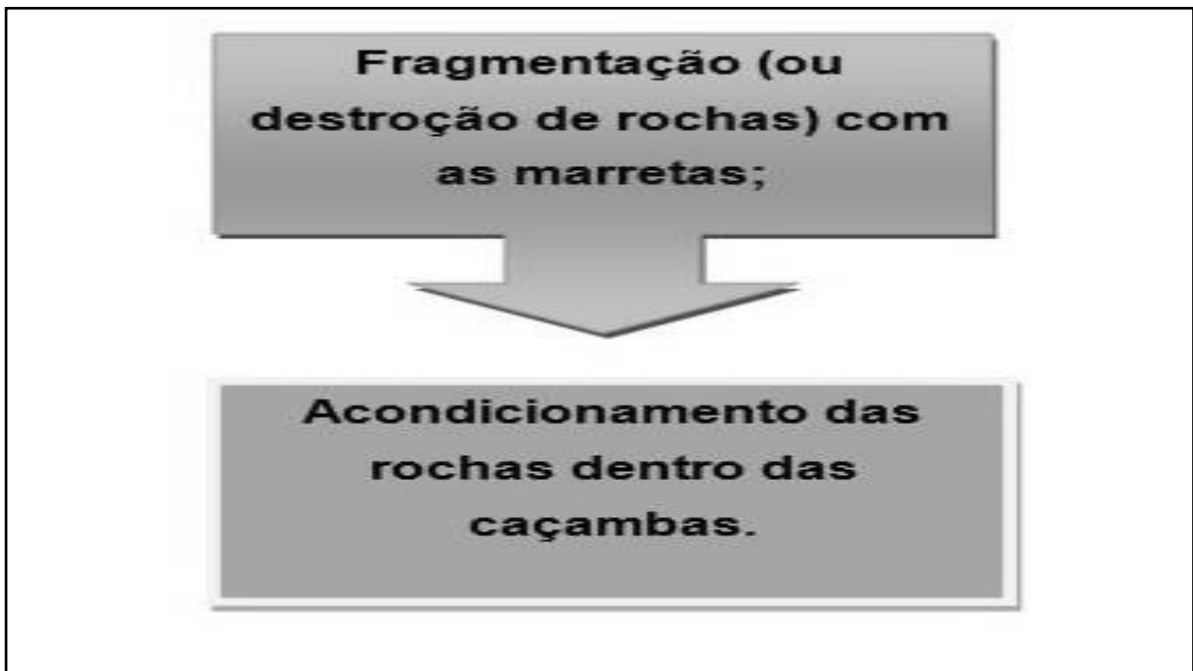 Fragmentação (ou
destroção de rochas) com
as marretas;
Acondicionamento das
rochas dentro das
caçambas.